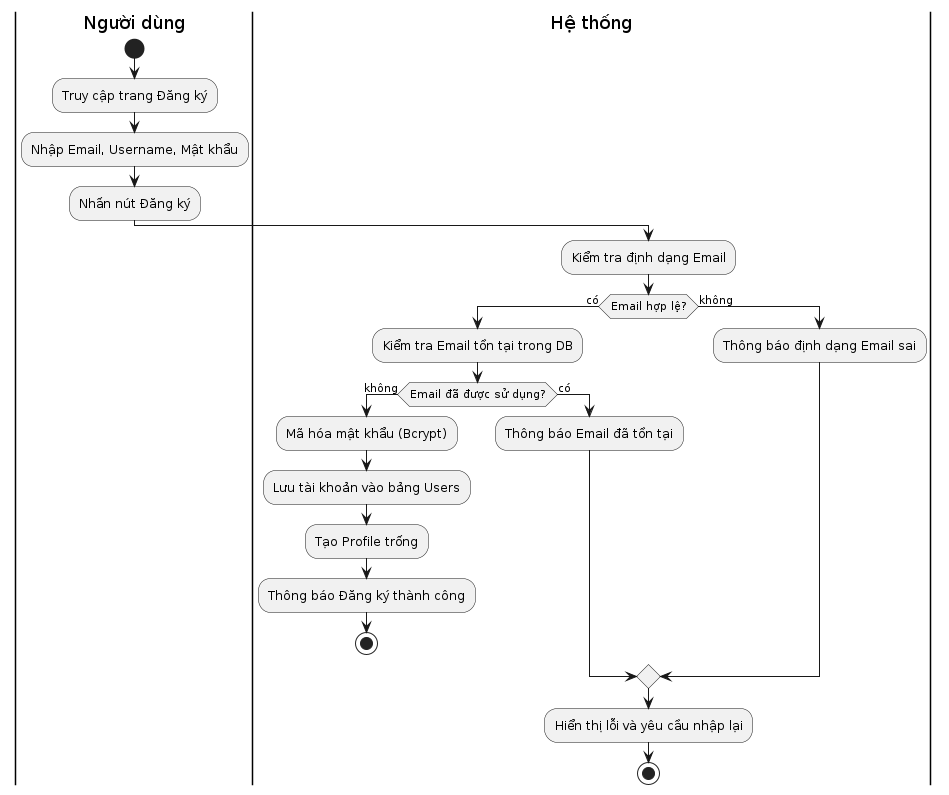 Người dùng
Hệ thống
Truy cập trang Đăng ký
Nhập Email, Username, Mật khẩu
Nhấn nút Đăng ký
Kiểm tra định dạng Email
có
Email hợp lệ?
không
Kiểm tra Email tồn tại trong DB
Thông báo định dạng Email sai
không
Email đã được sử dụng?
có
Mã hóa mật khẩu (Bcrypt)
Thông báo Email đã tồn tại
Lưu tài khoản vào bảng Users
Tạo Profile trống
Thông báo Đăng ký thành công
Hiển thị lỗi và yêu cầu nhập lại